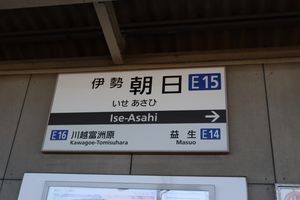 伊勢 朝日 E15
いせ あさひ
Ise-Asahi →
E16 川越富洲原 益生 E14
Kawagoe-Tomisuhara Masuo